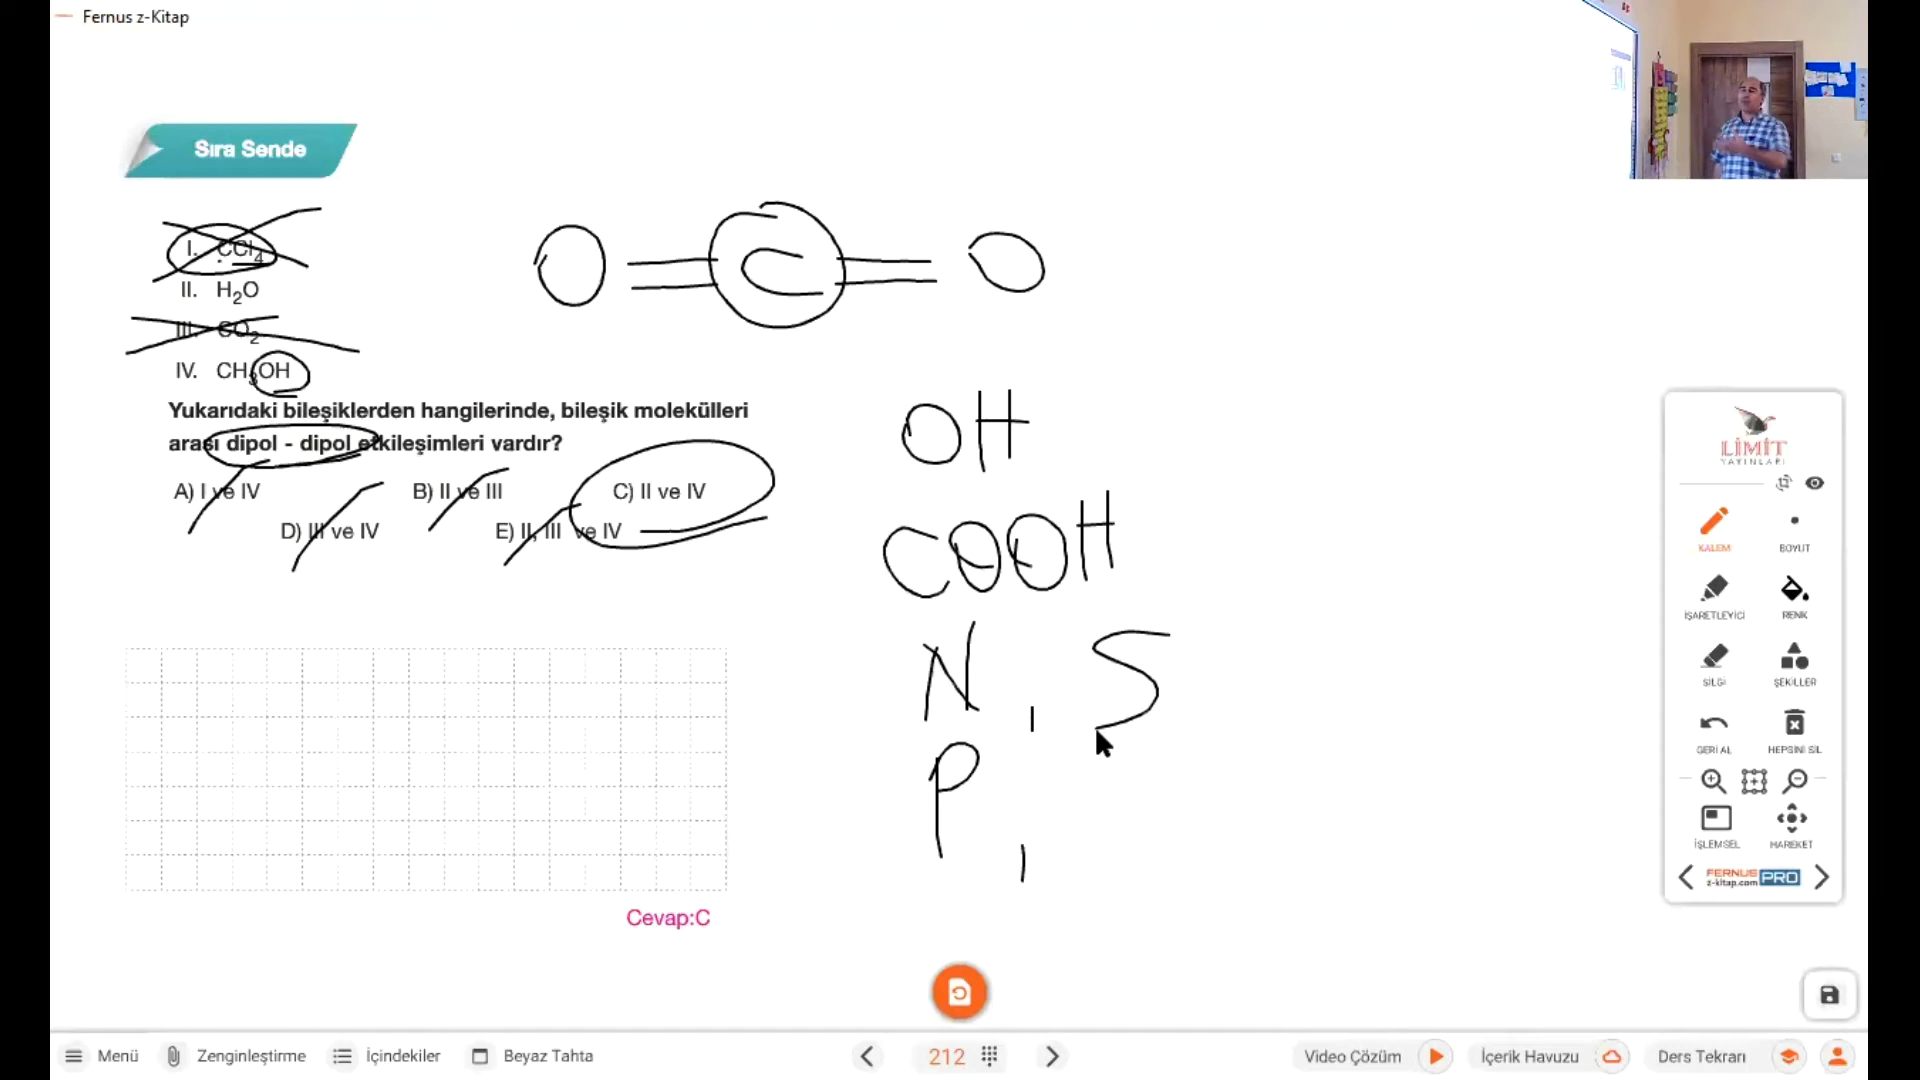 Fernus z-Kitap
Sıra Sende
I. CCl4
II. H2O
III. CO2
IV. CH3OH
Yukarıdaki bileşiklerden hangilerinde, bileşik molekülleri
arası dipol - dipol etkileşimleri vardır?
A) I ve IV B) II ve III C) II ve IV
D) III ve IV E) II, III ve IV
Cevap:C
O = C = O
OH
COOH
N , S
P ,
LİMİT
YAYINLARI
KALEM BOYUT
İŞARETLEYİCİ RENK
SİLGİ ŞEKİLLER
GERİ AL HEPSİNİ SİL
İŞLEMSEL HAREKET
FERNUS PRO
z-kitap.com
Menü Zenginleştirme İçindekiler Beyaz Tahta 212 Video Çözüm İçerik Havuzu Ders Tekrarı